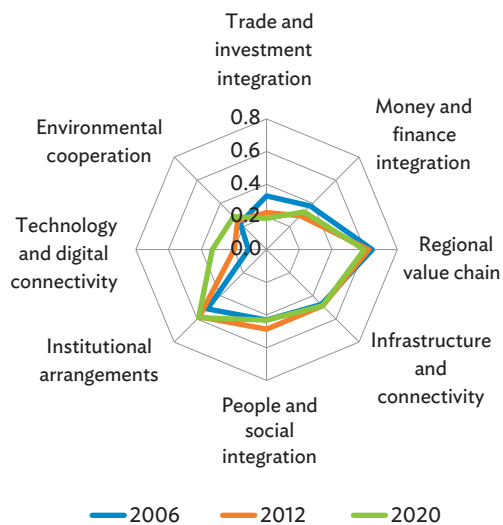 Trade and
investment
integration
Money and
finance
integration
Regional
value chain
Infrastructure
and
connectivity
People and
social
integration
Institutional
arrangements
Technology
and digital
connectivity
Environmental
cooperation
0.8
0.6
0.4
0.2
0.0
2006
2012
2020